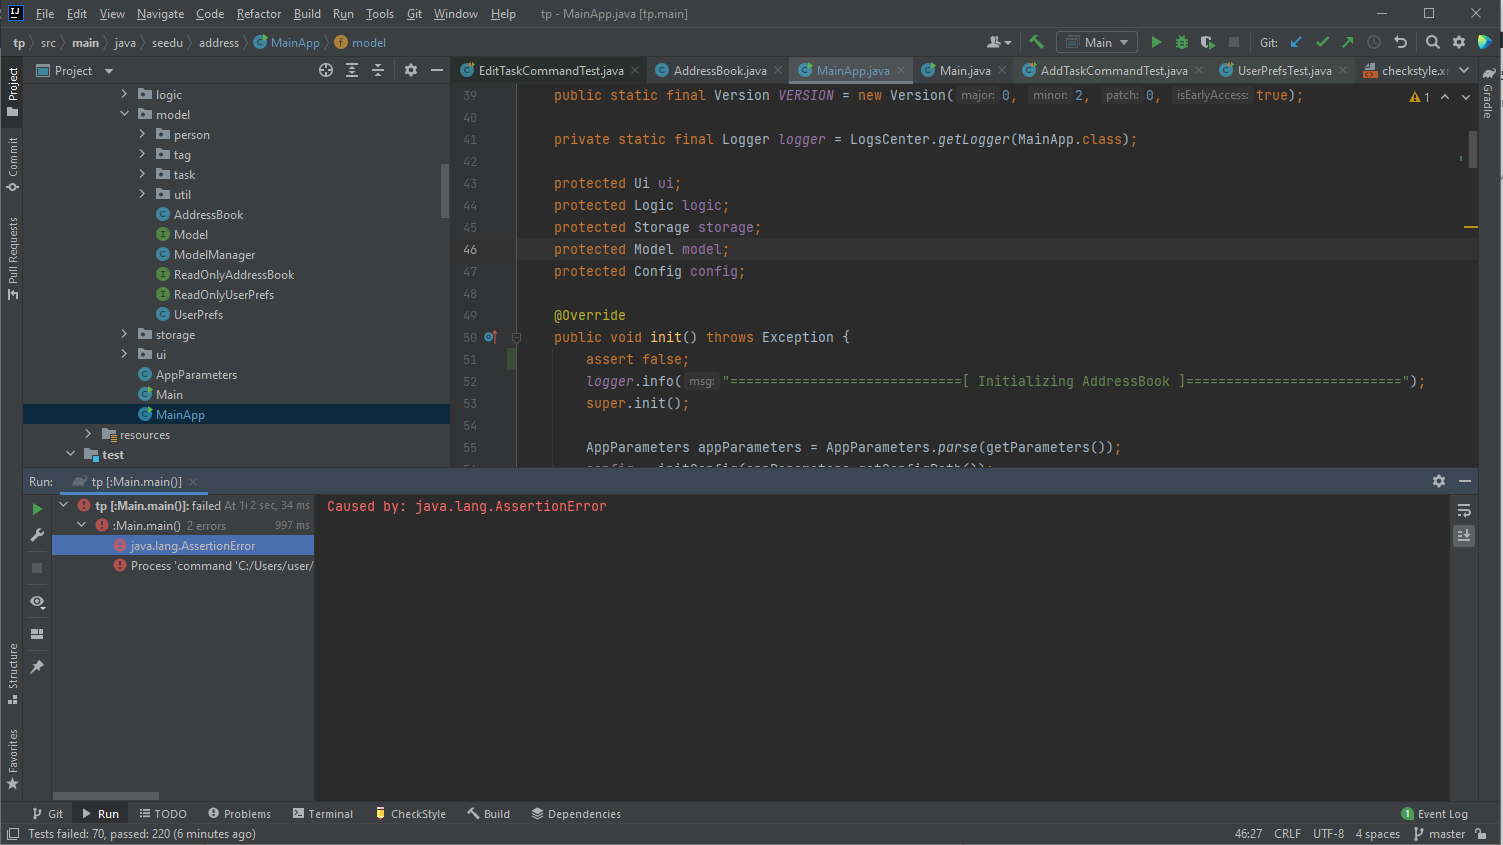 File Edit View Navigate Code Refactor Build Run Tools Git Window Help tp - MainApp.java [tp.main]
tp src main java seedu address MainApp model Main Git:
Project
EditTaskCommandTest.java AddressBook.java MainApp.java Main.java AddTaskCommandTest.java UserPrefsTest.java checkstyle.xr
Project
Commit
Pull Requests
Structure
Favorites
Gradle
logic
model
person
tag
task
util
AddressBook
Model
ModelManager
ReadOnlyAddressBook
ReadOnlyUserPrefs
UserPrefs
storage
ui
AppParameters
Main
MainApp
resources
test
1
39 public static final Version VERSION = new Version( major: 0, minor: 2, patch: 0, isEarlyAccess: true);
40
41 private static final Logger logger = LogsCenter.getLogger(MainApp.class);
42
43 protected Ui ui;
44 protected Logic logic;
45 protected Storage storage;
46 protected Model model;
47 protected Config config;
48
49 @Override
50 public void init() throws Exception {
51 assert false;
52 logger.info( msg: "=============================[ Initializing AddressBook ]===========================");
53 super.init();
54
55 AppParameters appParameters = AppParameters.parse(getParameters());
Run: tp [:Main.main()]
tp [:Main.main()]: failed At 1 2 sec, 34 ms
:Main.main() 2 errors 997 ms
java.lang.AssertionError
Process 'command 'C:/Users/user/
Caused by: java.lang.AssertionError
Git Run TODO Problems Terminal CheckStyle Build Dependencies 1 Event Log
Tests failed: 70, passed: 220 (6 minutes ago) 46:27 CRLF UTF-8 4 spaces master